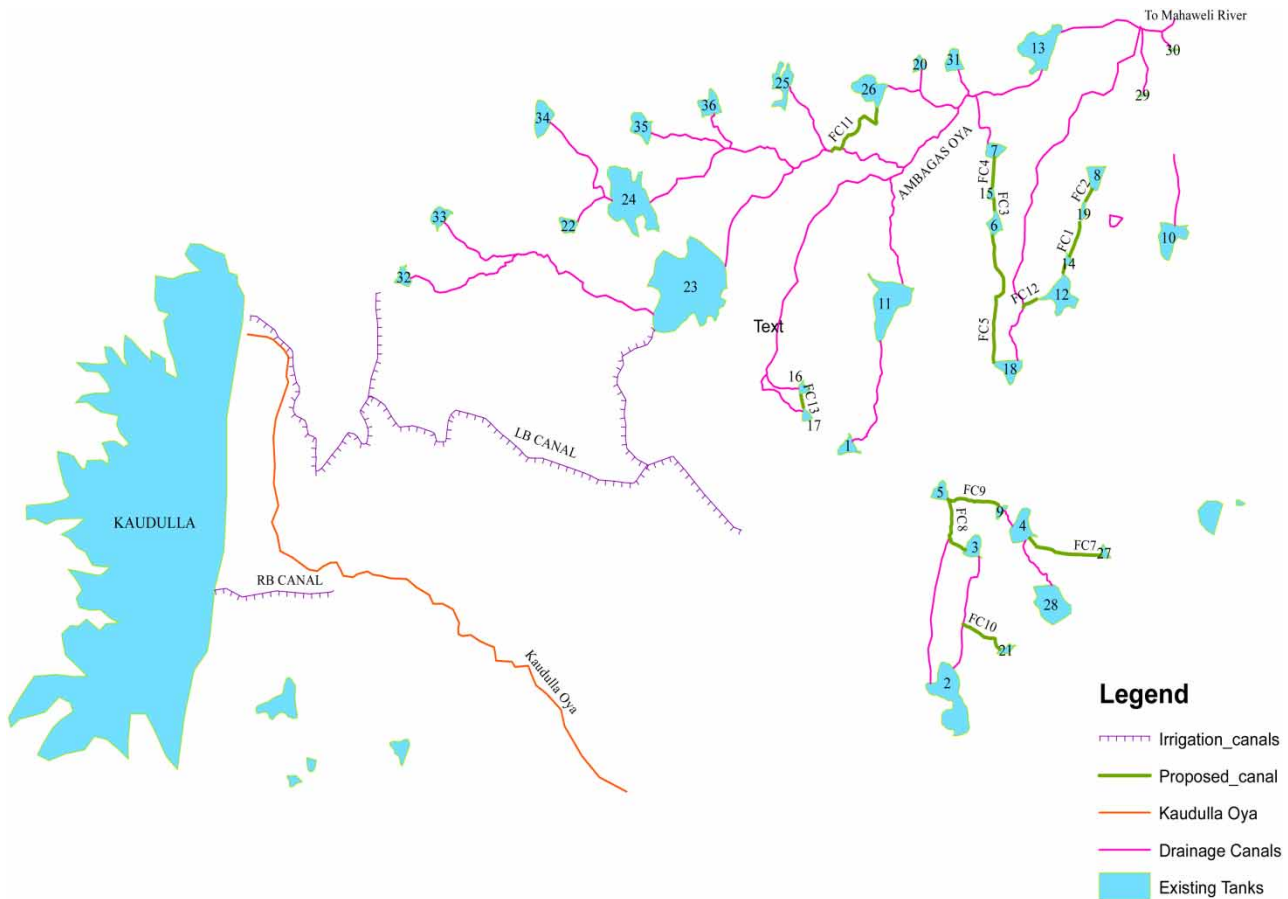 To Mahaweli River
13
30
31
20
25
26
29
36
34
35
FC11
AMBAGAS OYA
7
FC4
15
FC3
6
8
FC2
19
FC1
14
10
24
22
33
32
23
11
12
FC12
FC5
18
Text
16
FC13
17
1
LB CANAL
KAUDULLA
RB CANAL
Kaudulla Oya
5
FC9
9
4
FC8
3
FC7
27
28
FC10
21
2
Legend
Irrigation_canals
Proposed_canal
Kaudulla Oya
Drainage Canals
Existing Tanks